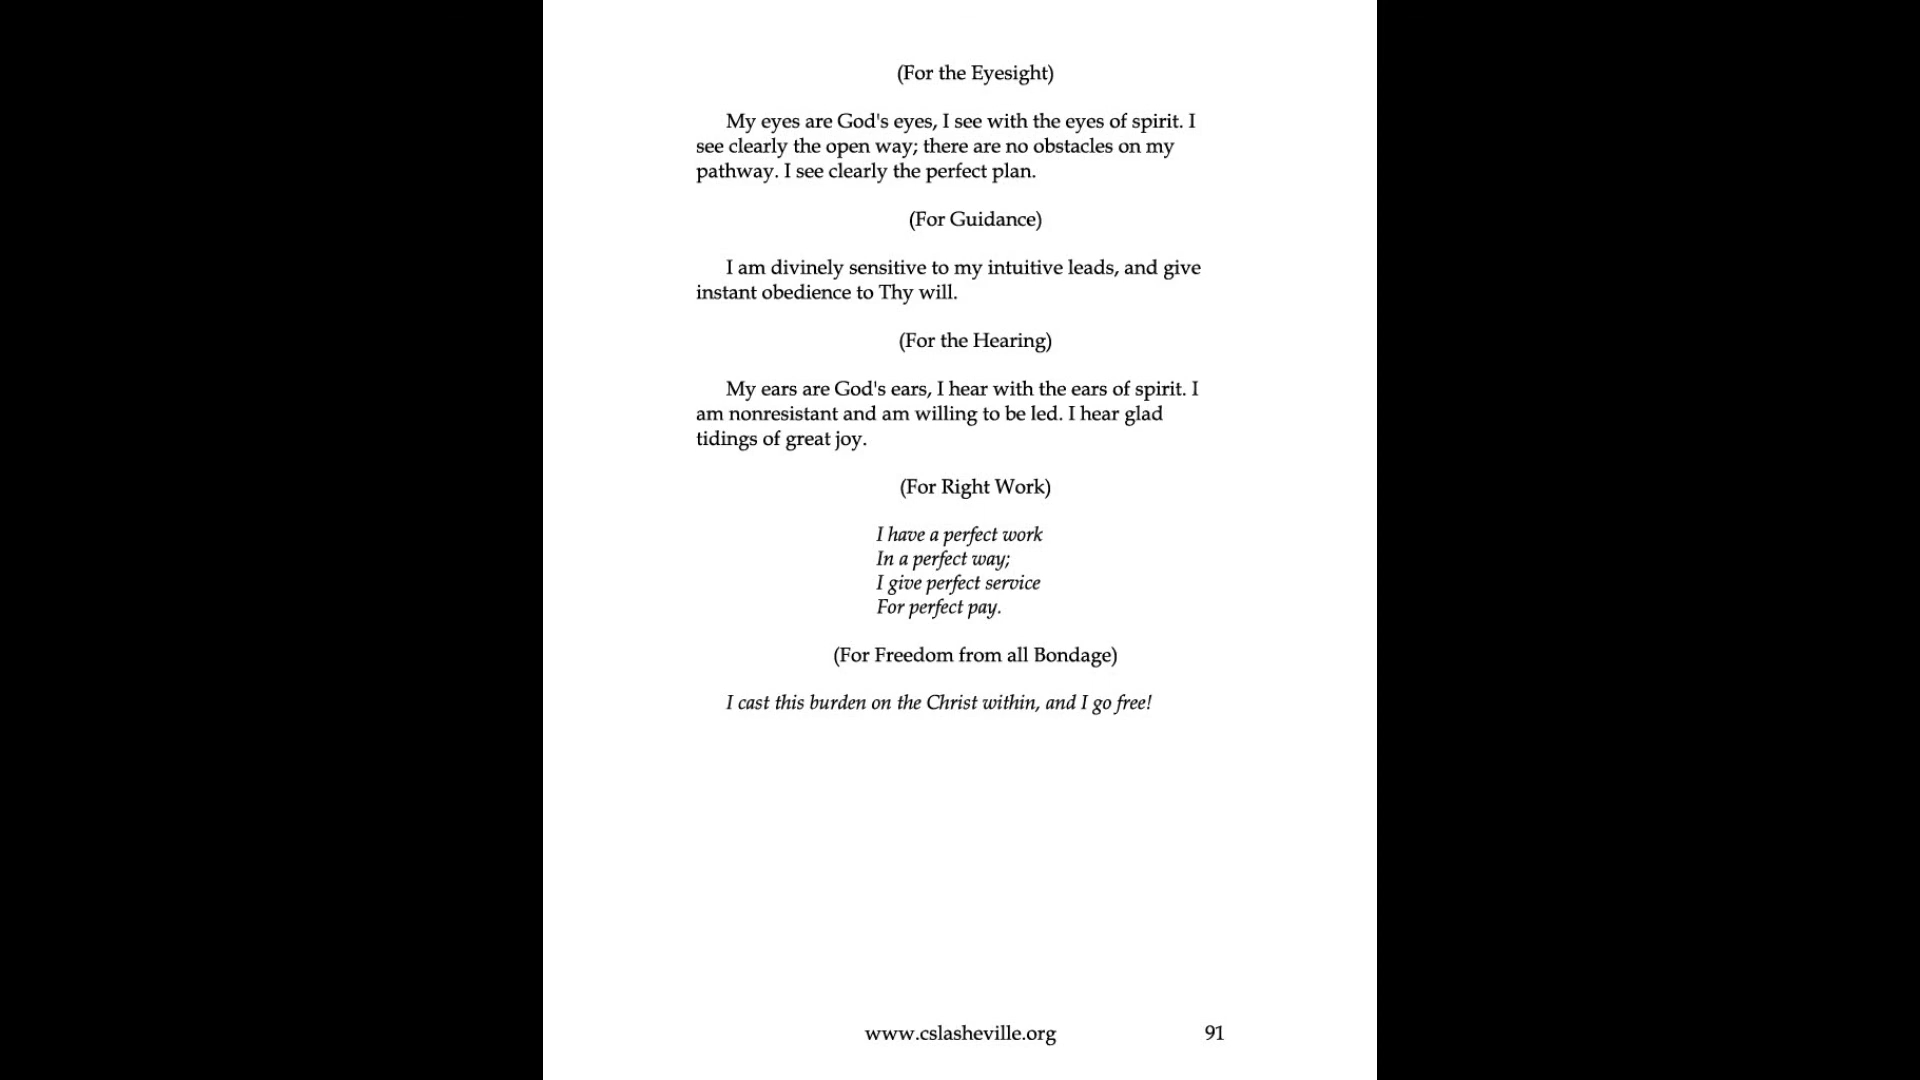 (For the Eyesight)
My eyes are God's eyes, I see with the eyes of spirit. I
see clearly the open way; there are no obstacles on my
pathway. I see clearly the perfect plan.
(For Guidance)
I am divinely sensitive to my intuitive leads, and give
instant obedience to Thy will.
(For the Hearing)
My ears are God's ears, I hear with the ears of spirit. I
am nonresistant and am willing to be led. I hear glad
tidings of great joy.
(For Right Work)
I have a perfect work
In a perfect way;
I give perfect service
For perfect pay.
(For Freedom from all Bondage)
I cast this burden on the Christ within, and I go free!
www.cslasheville.org 91